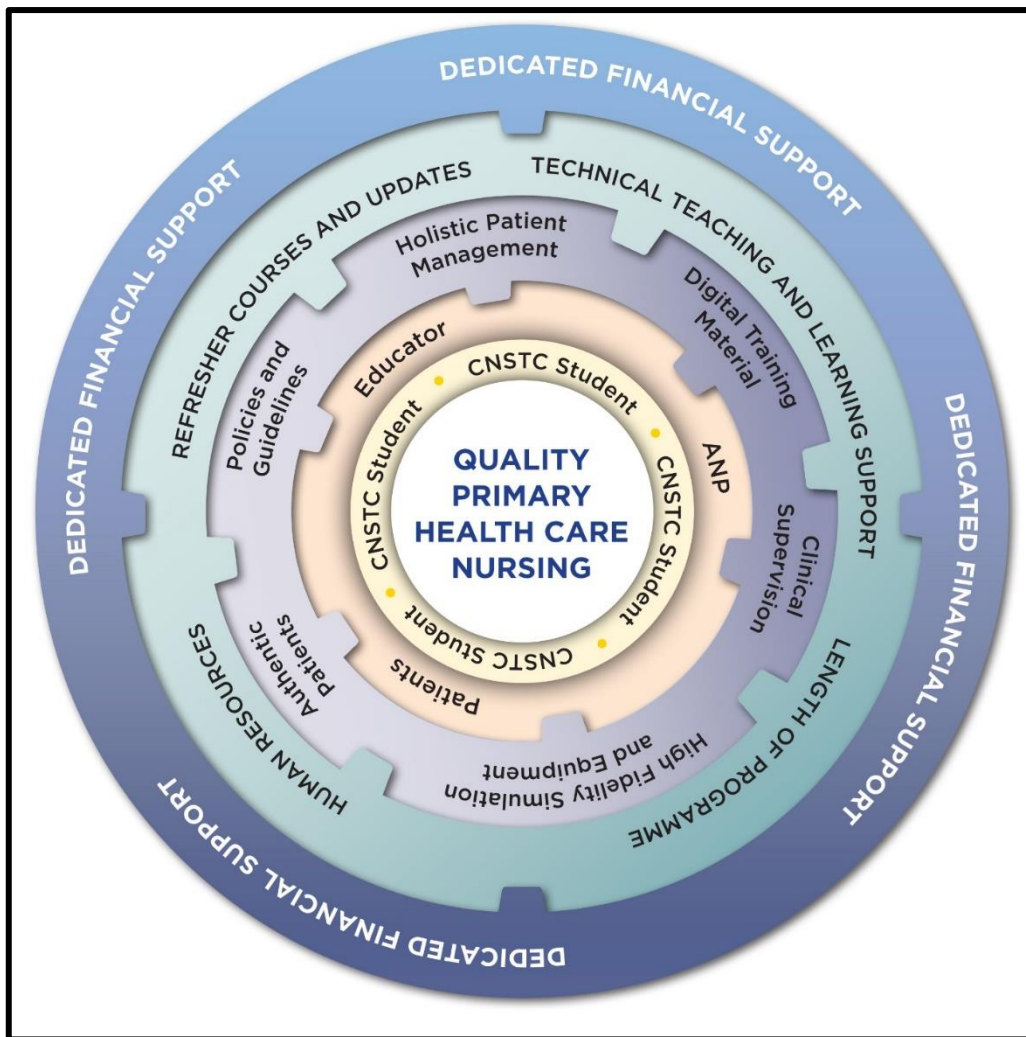 DEDICATED FINANCIAL SUPPORT
DEDICATED FINANCIAL SUPPORT
DEDICATED FINANCIAL SUPPORT
DEDICATED FINANCIAL SUPPORT
REFRESHER COURSES AND UPDATES
TECHNICAL TEACHING AND LEARNING SUPPORT
LENGTH OF PROGRAMME
HUMAN RESOURCES
Holistic Patient
Management
Digital Training
Material
Clinical
Supervision
High Fidelity Simulation
and Equipment
Authentic
Patients
Policies and
Guidelines
Educator
ANP
Patients
CNSTC Student
CNSTC Student
CNSTC Student
CNSTC Student
QUALITY
PRIMARY
HEALTH CARE
NURSING